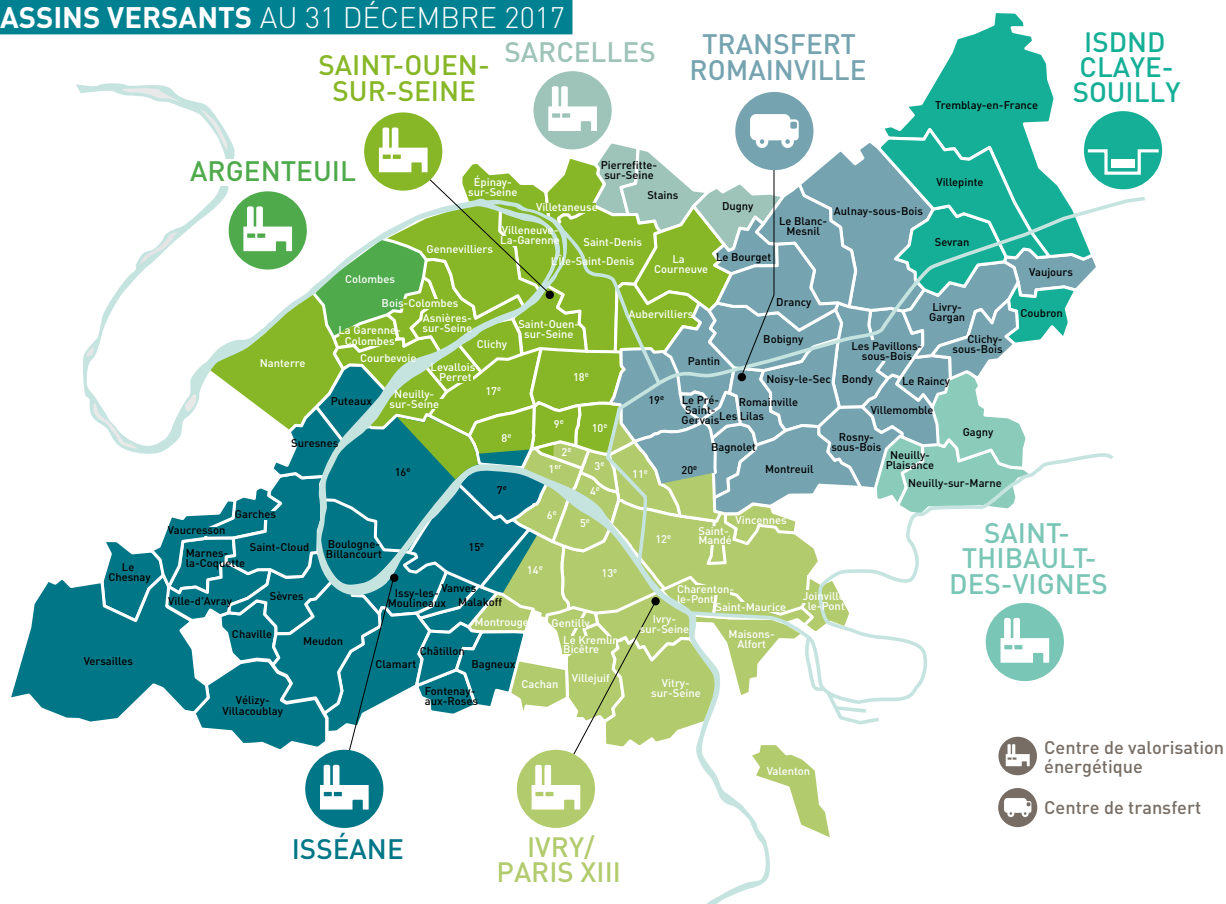 ASSINS VERSANTS AU 31 DÉCEMBRE 2017
SARCELLES
SAINT-OUEN-
SUR-SEINE
TRANSFERT
ROMAINVILLE
ISDND
CLAYE-
SOUILLY
ARGENTEUIL
Tremblay-en-France
Pierrefitte-
sur-Seine
Épinay-
sur-Seine
Stains
Villepinte
Villetaneuse
Dugny
Aulnay-sous-Bois
Le Blanc-
Mesnil
Villeneuve-
La-Garenne
Saint-Denis
Sevran
Gennevilliers
L'Île-Saint-Denis
La
Courneuve
Le Bourget
Vaujours
Colombes
Bois-Colombes
Drancy
Livry-
Gargan
Coubron
Asnières-
sur-Seine
Saint-Ouen-
sur-Seine
Aubervilliers
La Garenne-
Colombes
Clichy
Bobigny
Clichy-
sous-Bois
Les Pavillons-
sous-Bois
Courbevoie
Nanterre
Pantin
Levallois
Perret
18e
Noisy-le-Sec
Bondy
Le Raincy
17e
Puteaux
Neuilly-
sur-Seine
19e
Le Pré-
Saint-
Gervais
Romainville
Les Lilas
Villemomble
9e
10e
Gagny
8e
Suresnes
Bagnolet
Rosny-
sous-Bois
2e
Neuilly-
Plaisance
1er
3e
16e
11e
20e
Montreuil
Neuilly-sur-Marne
7e
4e
Garches
6e
5e
Vincennes
Vaucresson
Saint-
Mandé
12e
Marnes-
la-Coquette
Saint-Cloud
Boulogne-
Billancourt
15e
SAINT-
THIBAULT-
DES-VIGNES
Le
Chesnay
14e
13e
Ville-d'Avray
Sèvres
Issy-les-
Moulineaux
Vanves
Malakoff
Charenton-
le-Pont
Saint-Maurice
Joinville-
le-Pont
Montrouge
Gentilly
Ivry-
sur-Seine
Chaville
Meudon
Le Kremlin
Bicêtre
Maisons-
Alfort
Versailles
Clamart
Châtillon
Bagneux
Cachan
Villejuif
Vitry-
sur-Seine
Fontenay-
aux-Roses
Vélizy-
Villacoublay
Valenton
Centre de valorisation
énergétique
Centre de transfert
ISSÉANE
IVRY/
PARIS XIII